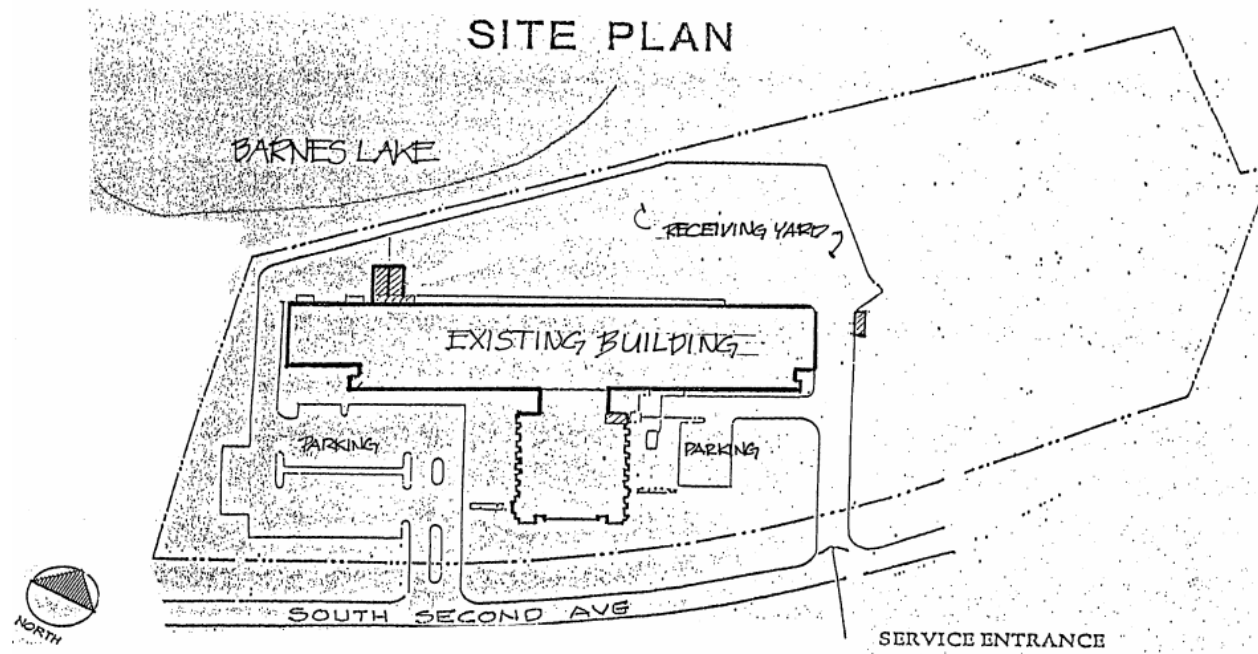 SITE PLAN
BARNES LAKE
RECEIVING YARD
EXISTING BUILDING
PARKING
PARKING
NORTH
SOUTH SECOND AVE
SERVICE ENTRANCE